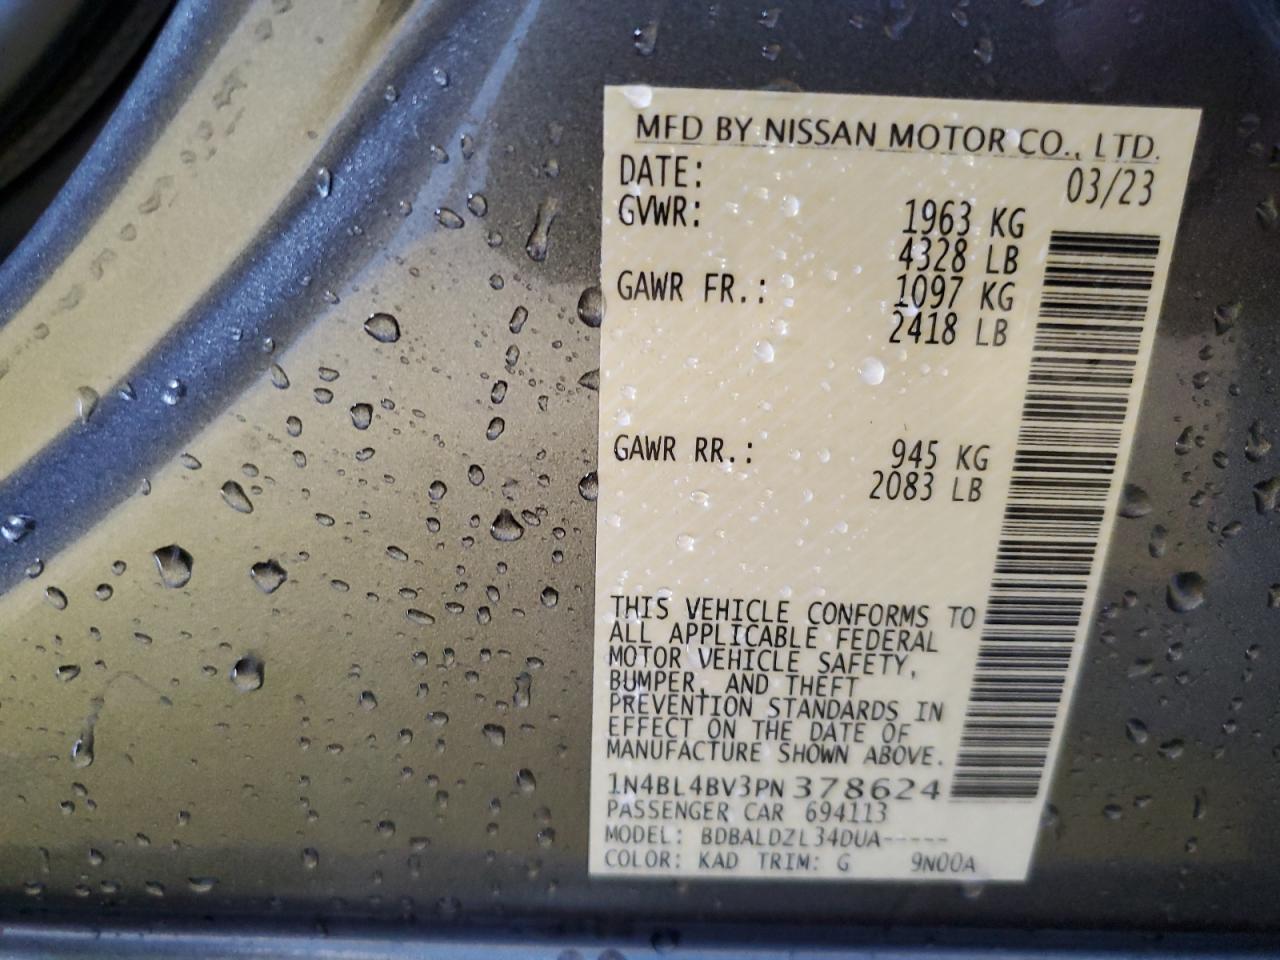 MFD BY NISSAN MOTOR CO., LTD.
DATE: 03/23
GVWR: 1963 KG
4328 LB
GAWR FR.: 1097 KG
2418 LB
GAWR RR.: 945 KG
2083 LB
THIS VEHICLE CONFORMS TO
ALL APPLICABLE FEDERAL
MOTOR VEHICLE SAFETY,
BUMPER, AND THEFT
PREVENTION STANDARDS IN
EFFECT ON THE DATE OF
MANUFACTURE SHOWN ABOVE.
1N4BL4BV3PN378624
PASSENGER CAR 694113
MODEL: BDBALDZL34DUA-----
COLOR: KAD TRIM: G 9N00A